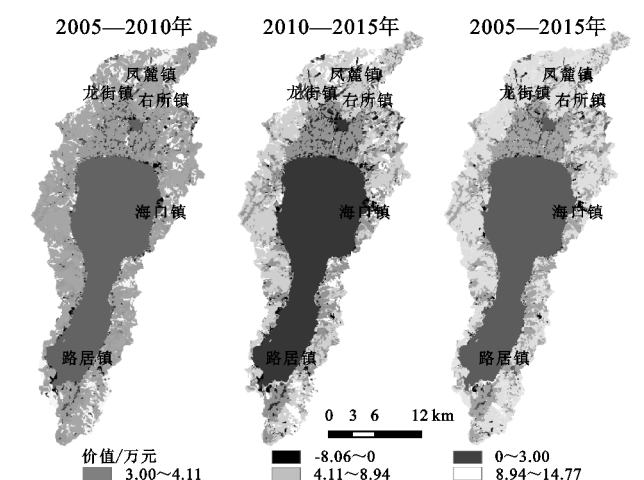 2005—2010年 2010—2015年 2005—2015年
凤麓镇 凤麓镇 凤麓镇
龙街镇 龙街镇 龙街镇
右所镇 右所镇 右所镇
海门镇 海门镇 海门镇
路居镇 路居镇 路居镇
0 3 6 12 km
价值/万元 -8.06～0 0～3.00
3.00～4.11 4.11～8.94 8.94～14.77